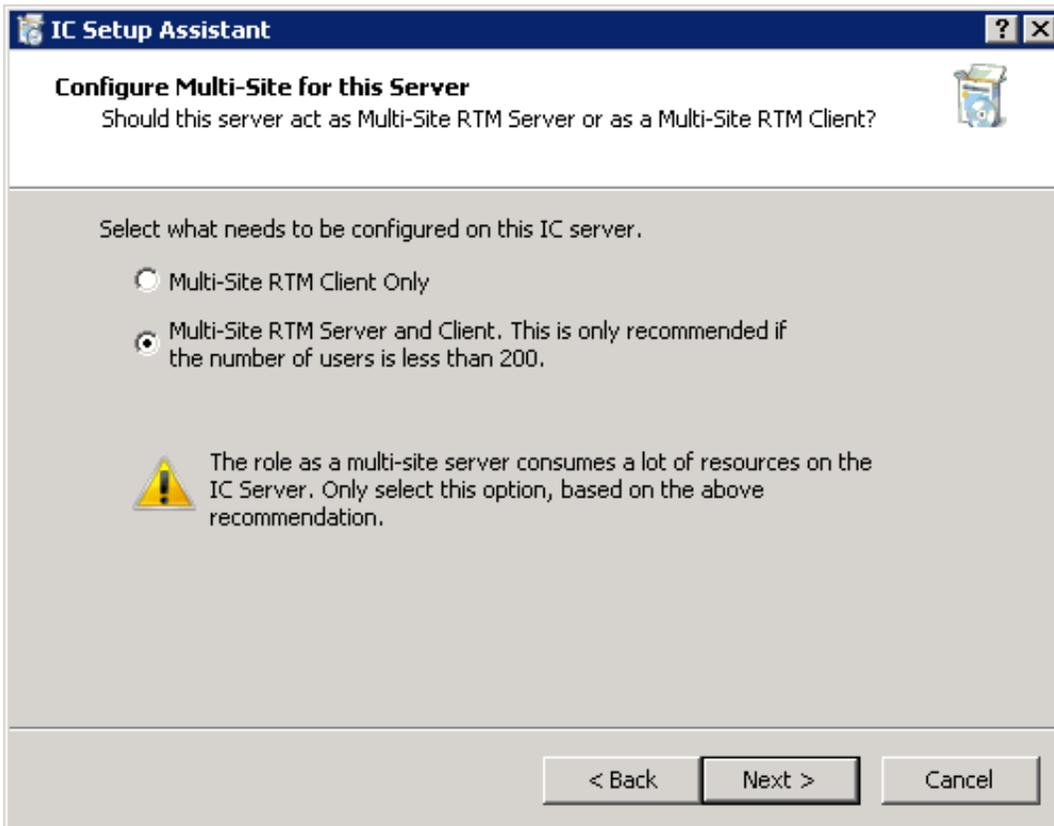 IC Setup Assistant
Configure Multi-Site for this Server
Should this server act as Multi-Site RTM Server or as a Multi-Site RTM Client?
Select what needs to be configured on this IC server.
Multi-Site RTM Client Only
Multi-Site RTM Server and Client. This is only recommended if
the number of users is less than 200.
The role as a multi-site server consumes a lot of resources on the
IC Server. Only select this option, based on the above
recommendation.
< Back
Next >
Cancel